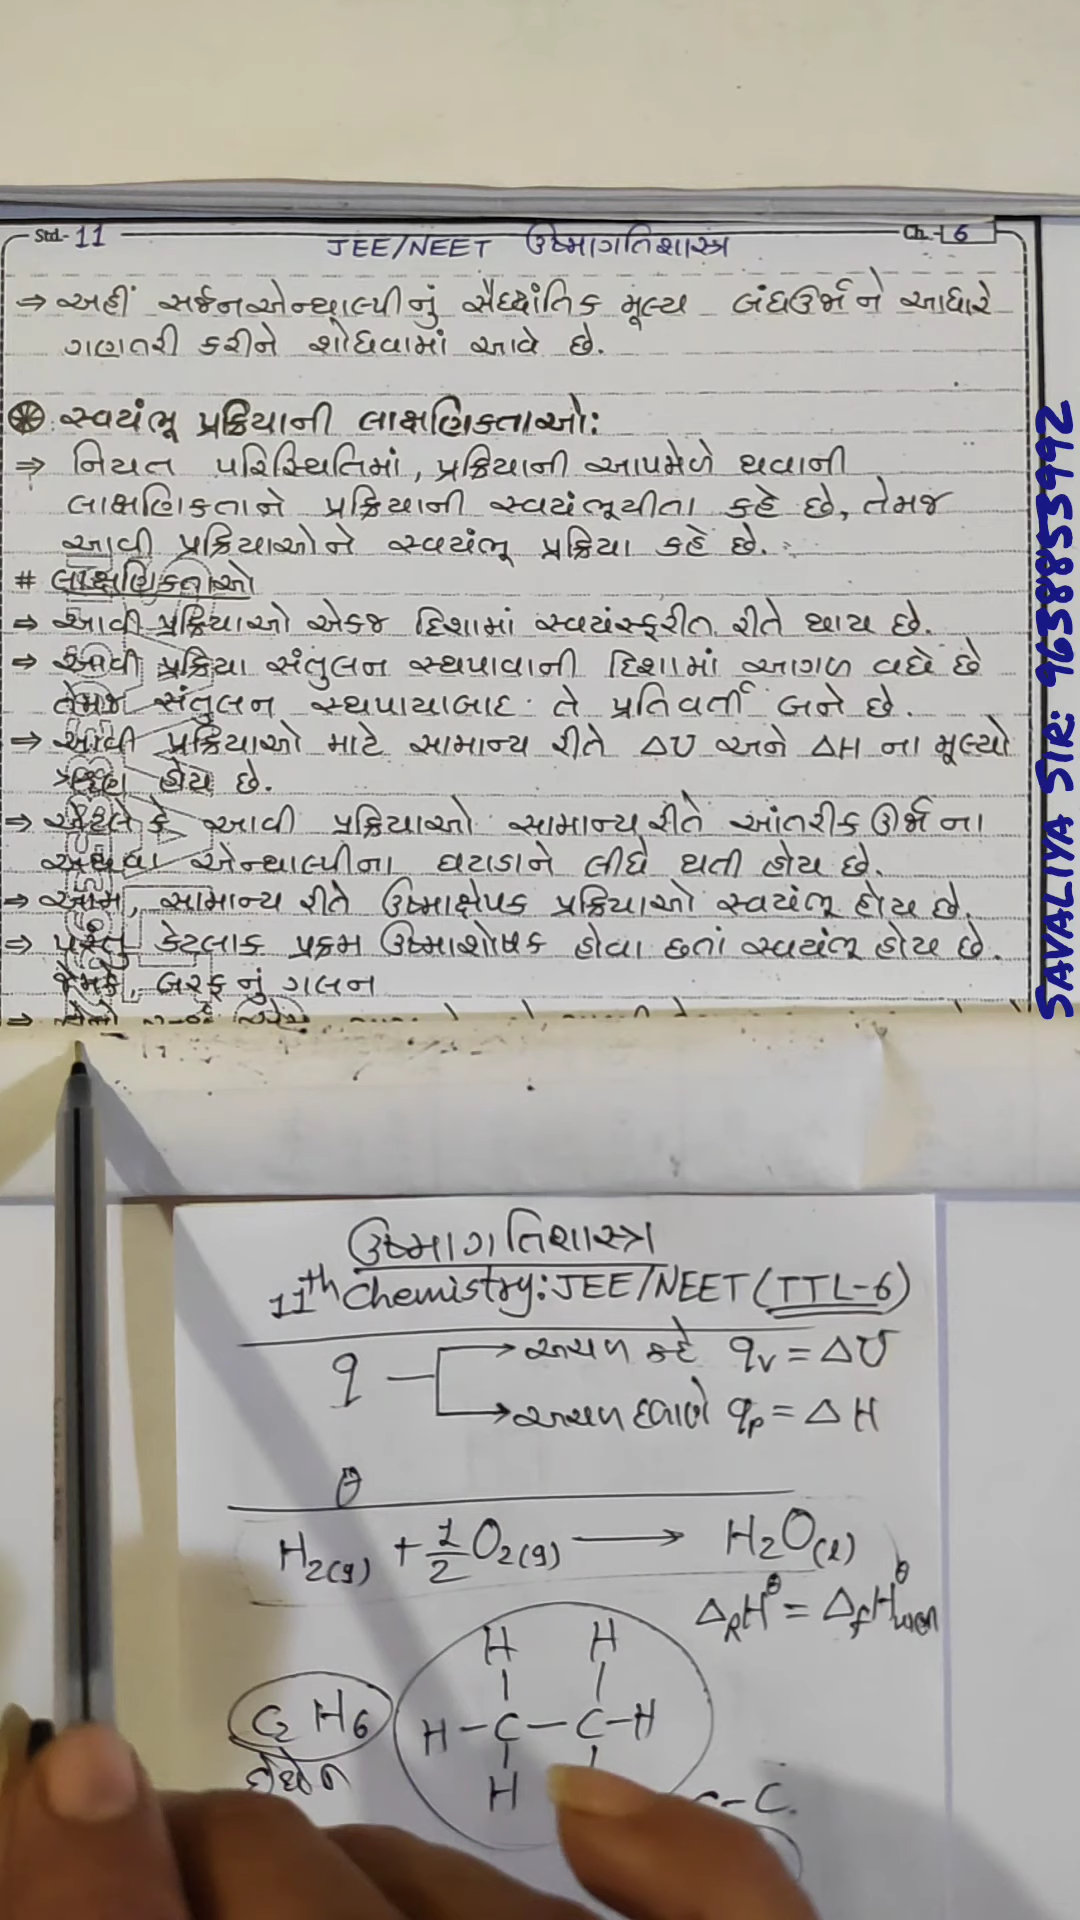 Std.- 11 JEE/NEET ઉષ્માગતિશાસ્ત્ર Ch.- 6
⇒ અહીં સર્જનએન્થાલ્પીનું સૈદ્ધાંતિક મૂલ્ય બંધઊર્જાને આધારે
ગણતરી કરીને શોધવામાં આવે છે.
સ્વયંભૂ પ્રક્રિયાની લાક્ષણિકતાઓ:
⇒ નિયત પરિસ્થિતિમાં, પ્રક્રિયાની આપમેળે થવાની
લાક્ષણિકતાને પ્રક્રિયાની સ્વયંભૂયીતા કહે છે, તેમજ
આવી પ્રક્રિયાઓને સ્વયંભૂ પ્રક્રિયા કહે છે.
# લાક્ષણિકતાઓ
⇒ આવી પ્રક્રિયાઓ એકજ દિશામાં સ્વયંસ્ફુરીત રીતે થાય છે.
⇒ આવી પ્રક્રિયા સંતુલન સ્થપાવાની દિશામાં આગળ વધે છે
તેમજ સંતુલન સ્થપાયાબાદ તે પ્રતિવર્તી બને છે.
⇒ આવી પ્રક્રિયાઓ માટે સામાન્ય રીતે ΔU અને ΔH ના મૂલ્યો
ઋણ હોય છે.
⇒ એટલે કે આવી પ્રક્રિયાઓ સામાન્ય રીતે આંતરીક ઊર્જાના
અથવા એન્થાલ્પીના ઘટાડાને લીધે થતી હોય છે.
⇒ આમ, સામાન્ય રીતે ઉષ્માક્ષેપક પ્રક્રિયાઓ સ્વયંભૂ હોય છે.
⇒ પરંતુ કેટલાક પ્રક્રમ ઉષ્માશોષક હોવા છતાં સ્વયંભૂ હોય છે.
જેમકે, બરફનું ગલન
SAVALIYA SIR: 9638853992
ઉષ્માગતિશાસ્ત્ર
11th Chemistry: JEE/NEET (TTL-6)
q → અચળ કદે qv = ΔU
→ અચળ દબાણે qp = ΔH
θ
H2(g) + 1/2 O2(g) ⟶ H2O(l)
ΔRHθ = ΔfHθ
H H
C2H6 H-C-C-H
ઈથેન H
C-C